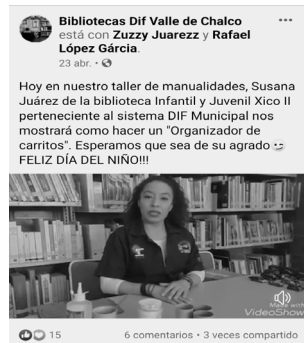 Bibliotecas Dif Valle de Chalco
está con Zuzzy Juarezz y Rafael
López Gárcia.
23 abr. •
Hoy en nuestro taller de manualidades, Susana
Juárez de la biblioteca Infantil y Juvenil Xico II
perteneciente al sistema DIF Municipal nos
mostrará como hacer un "Organizador de
carritos". Esperamos que sea de su agrado
FELIZ DÍA DEL NIÑO!!!
Made with
VideoShow
15 6 comentarios • 3 veces compartido